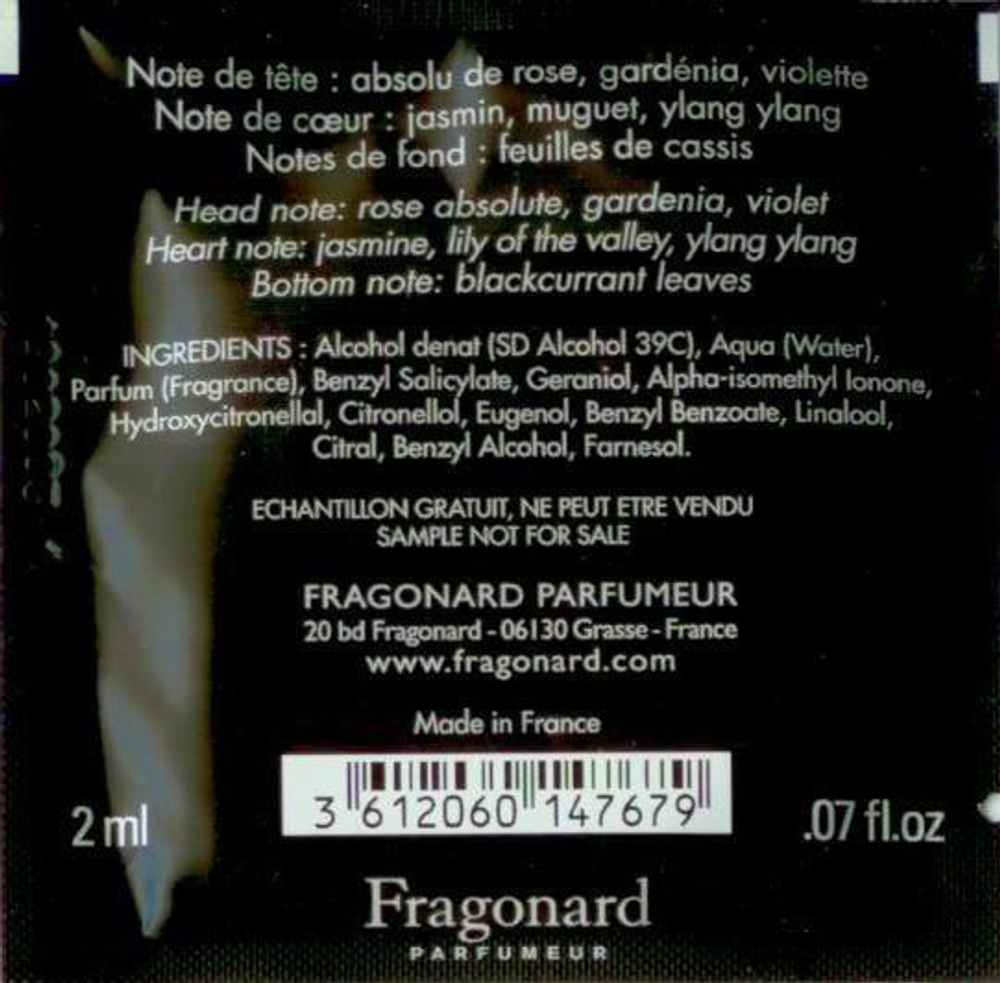 Note de tête : absolu de rose, gardénia, violette
Note de cœur : jasmin, muguet, ylang ylang
Notes de fond : feuilles de cassis
Head note: rose absolute, gardenia, violet
Heart note: jasmine, lily of the valley, ylang ylang
Bottom note: blackcurrant leaves
INGREDIENTS : Alcohol denat (SD Alcohol 39C), Aqua (Water),
Parfum (Fragrance), Benzyl Salicylate, Geraniol, Alpha-isomethyl Ionone,
Hydroxycitronellal, Citronellol, Eugenol, Benzyl Benzoate, Linalool,
Citral, Benzyl Alcohol, Farnesol.
ECHANTILLON GRATUIT, NE PEUT ETRE VENDU
SAMPLE NOT FOR SALE
FRAGONARD PARFUMEUR
20 bd Fragonard - 06130 Grasse - France
www.fragonard.com
Made in France
3 612060 147679
2 ml
.07 fl.oz
Fragonard
PARFUMEUR